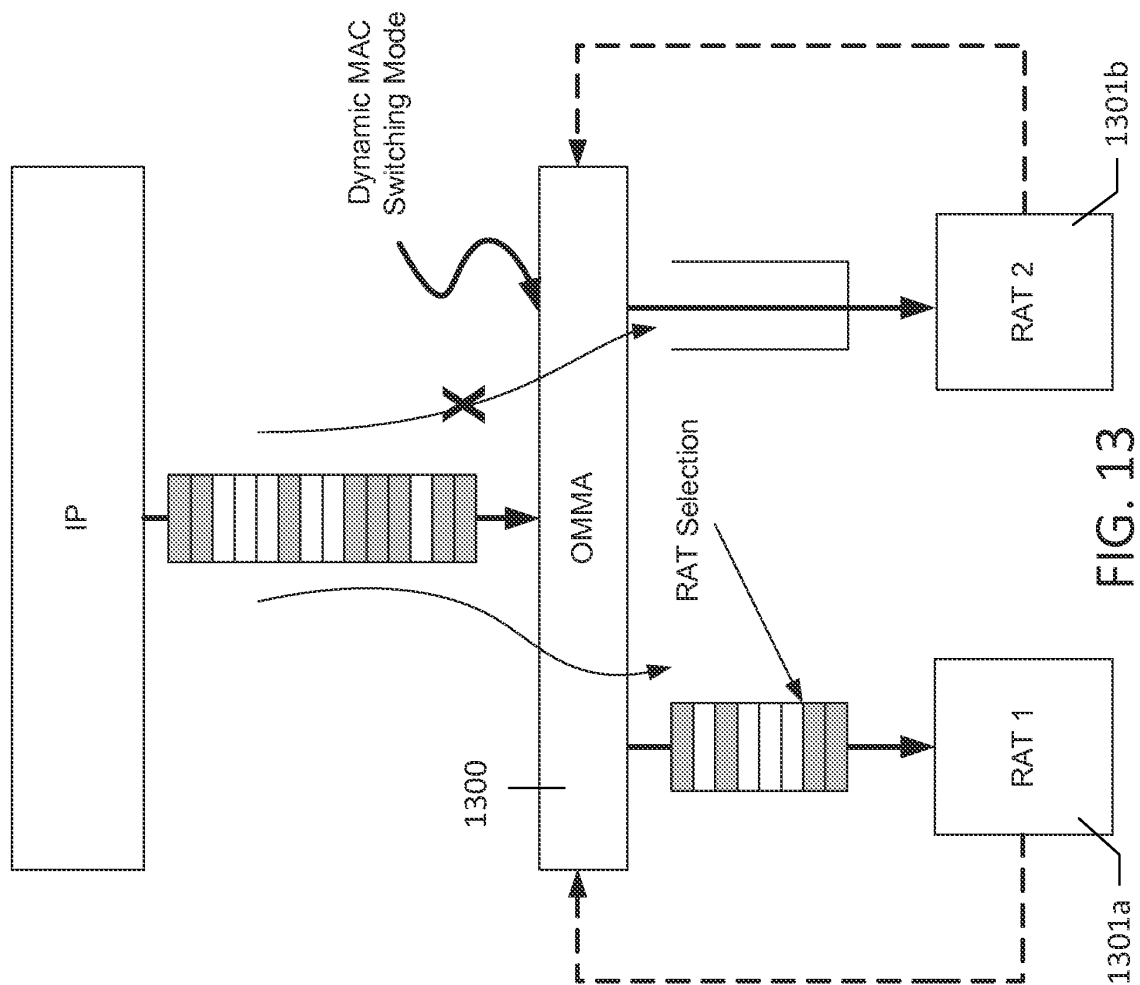 IP
Dynamic MAC
Switching Mode
1300
OMMA
RAT Selection
RAT 1
RAT 2
1301a
1301b
FIG. 13